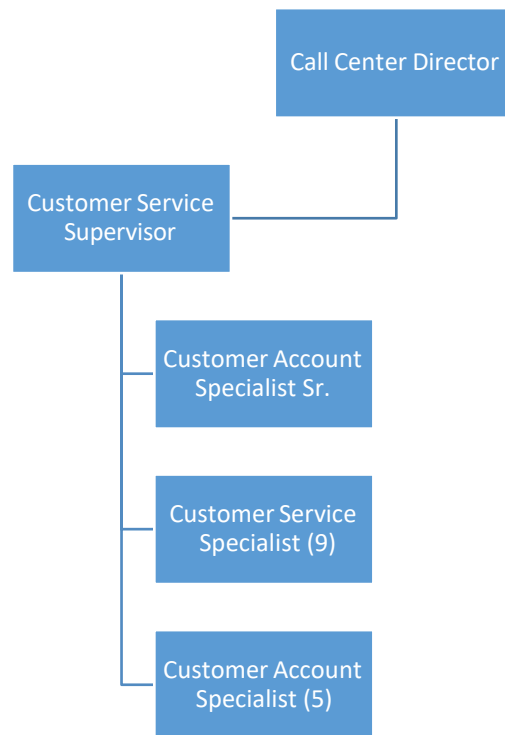 Call Center Director
Customer Service
Supervisor
Customer Account
Specialist Sr.
Customer Service
Specialist (9)
Customer Account
Specialist (5)